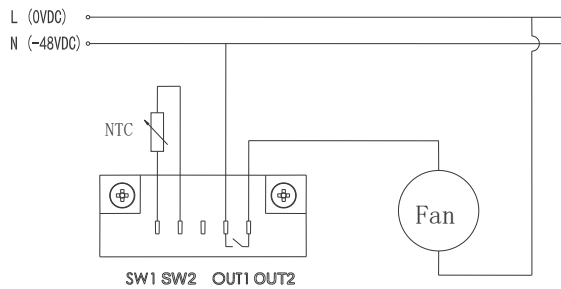 L (0VDC)
N (-48VDC)
NTC
Fan
SW1 SW2 OUT1 OUT2